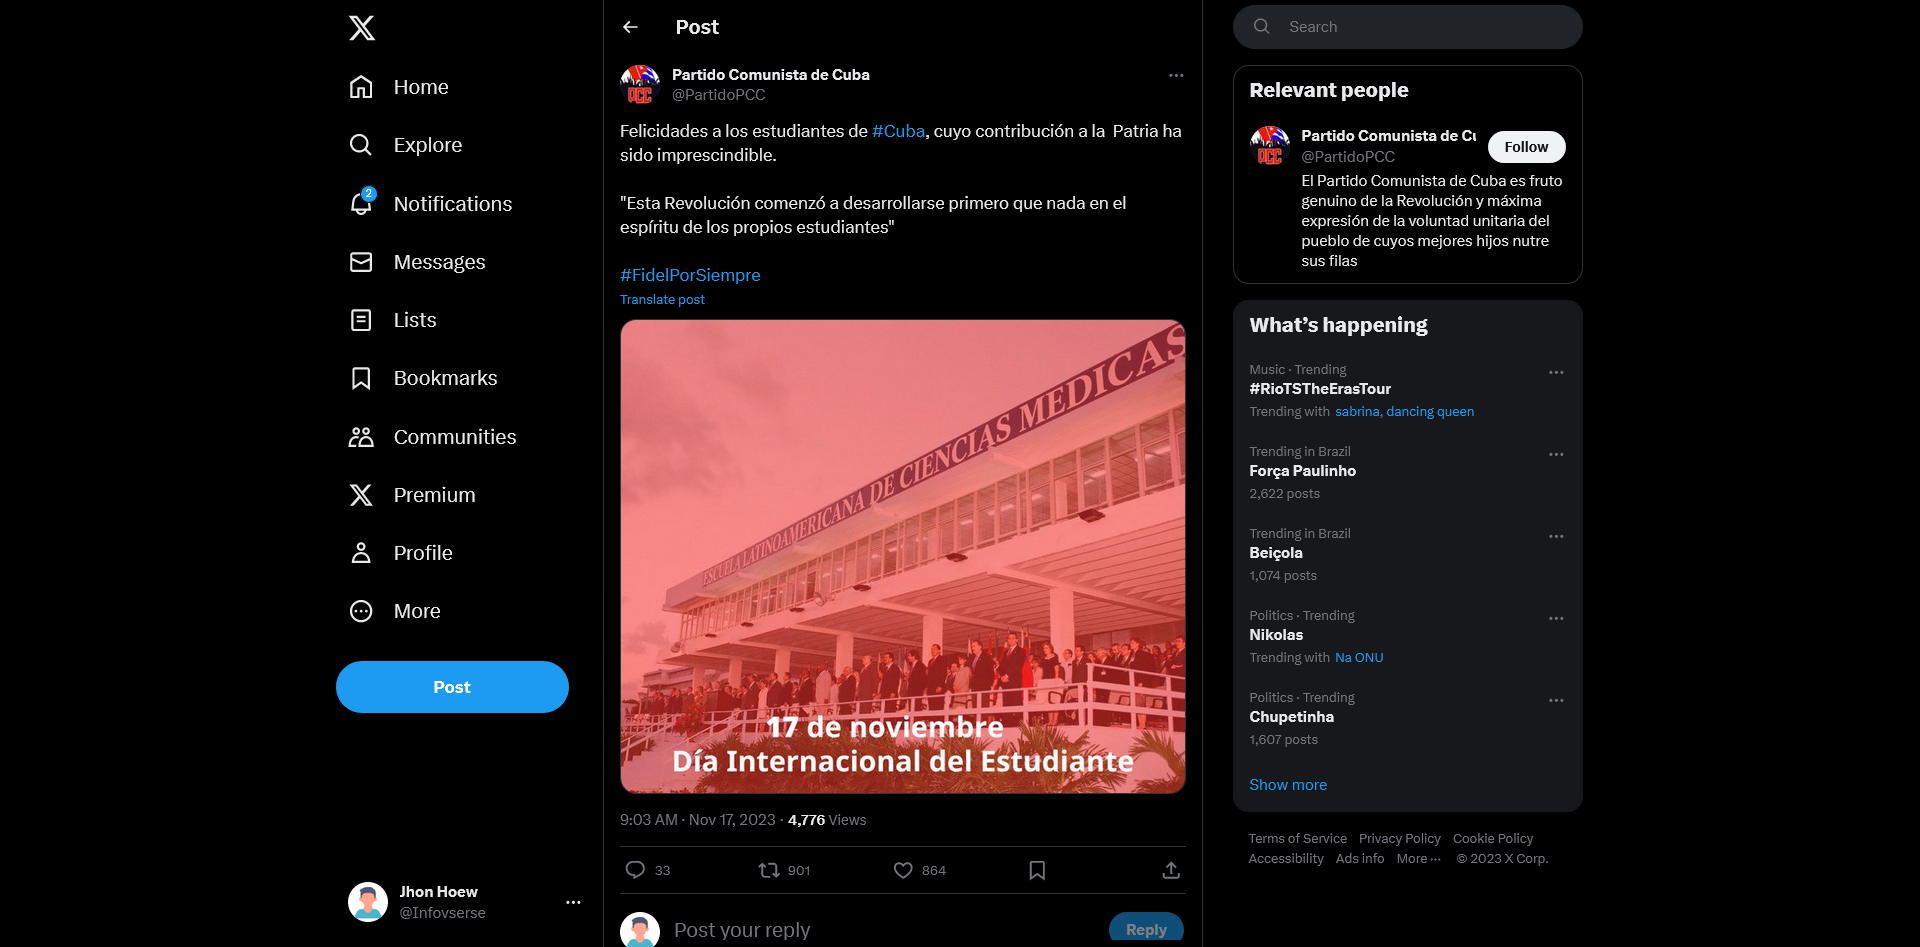 Home
Explore
2
Notifications
Messages
Lists
Bookmarks
Communities
Premium
Profile
More
Post
Jhon Hoew
@Infovserse
Post
Partido Comunista de Cuba
@PartidoPCC
Felicidades a los estudiantes de #Cuba, cuyo contribución a la  Patria ha
sido imprescindible.
"Esta Revolución comenzó a desarrollarse primero que nada en el
espíritu de los propios estudiantes"
#FidelPorSiempre
Translate post
ESCUELA LATINOAMERICANA DE CIENCIAS MEDICAS
17 de noviembre
Día Internacional del Estudiante
9:03 AM · Nov 17, 2023 · 4,776 Views
33 901 864
Post your reply
Reply
Search
Relevant people
PCC
Partido Comunista de Cu
@PartidoPCC
Follow
El Partido Comunista de Cuba es fruto
genuino de la Revolución y máxima
expresión de la voluntad unitaria del
pueblo de cuyos mejores hijos nutre
sus filas
What's happening
Music · Trending
#RioTSTheErasTour
Trending with sabrina, dancing queen
Trending in Brazil
Força Paulinho
2,622 posts
Trending in Brazil
Beiçola
1,074 posts
Politics · Trending
Nikolas
Trending with Na ONU
Politics · Trending
Chupetinha
1,607 posts
Show more
Terms of Service Privacy Policy Cookie Policy
Accessibility Ads info More ··· © 2023 X Corp.